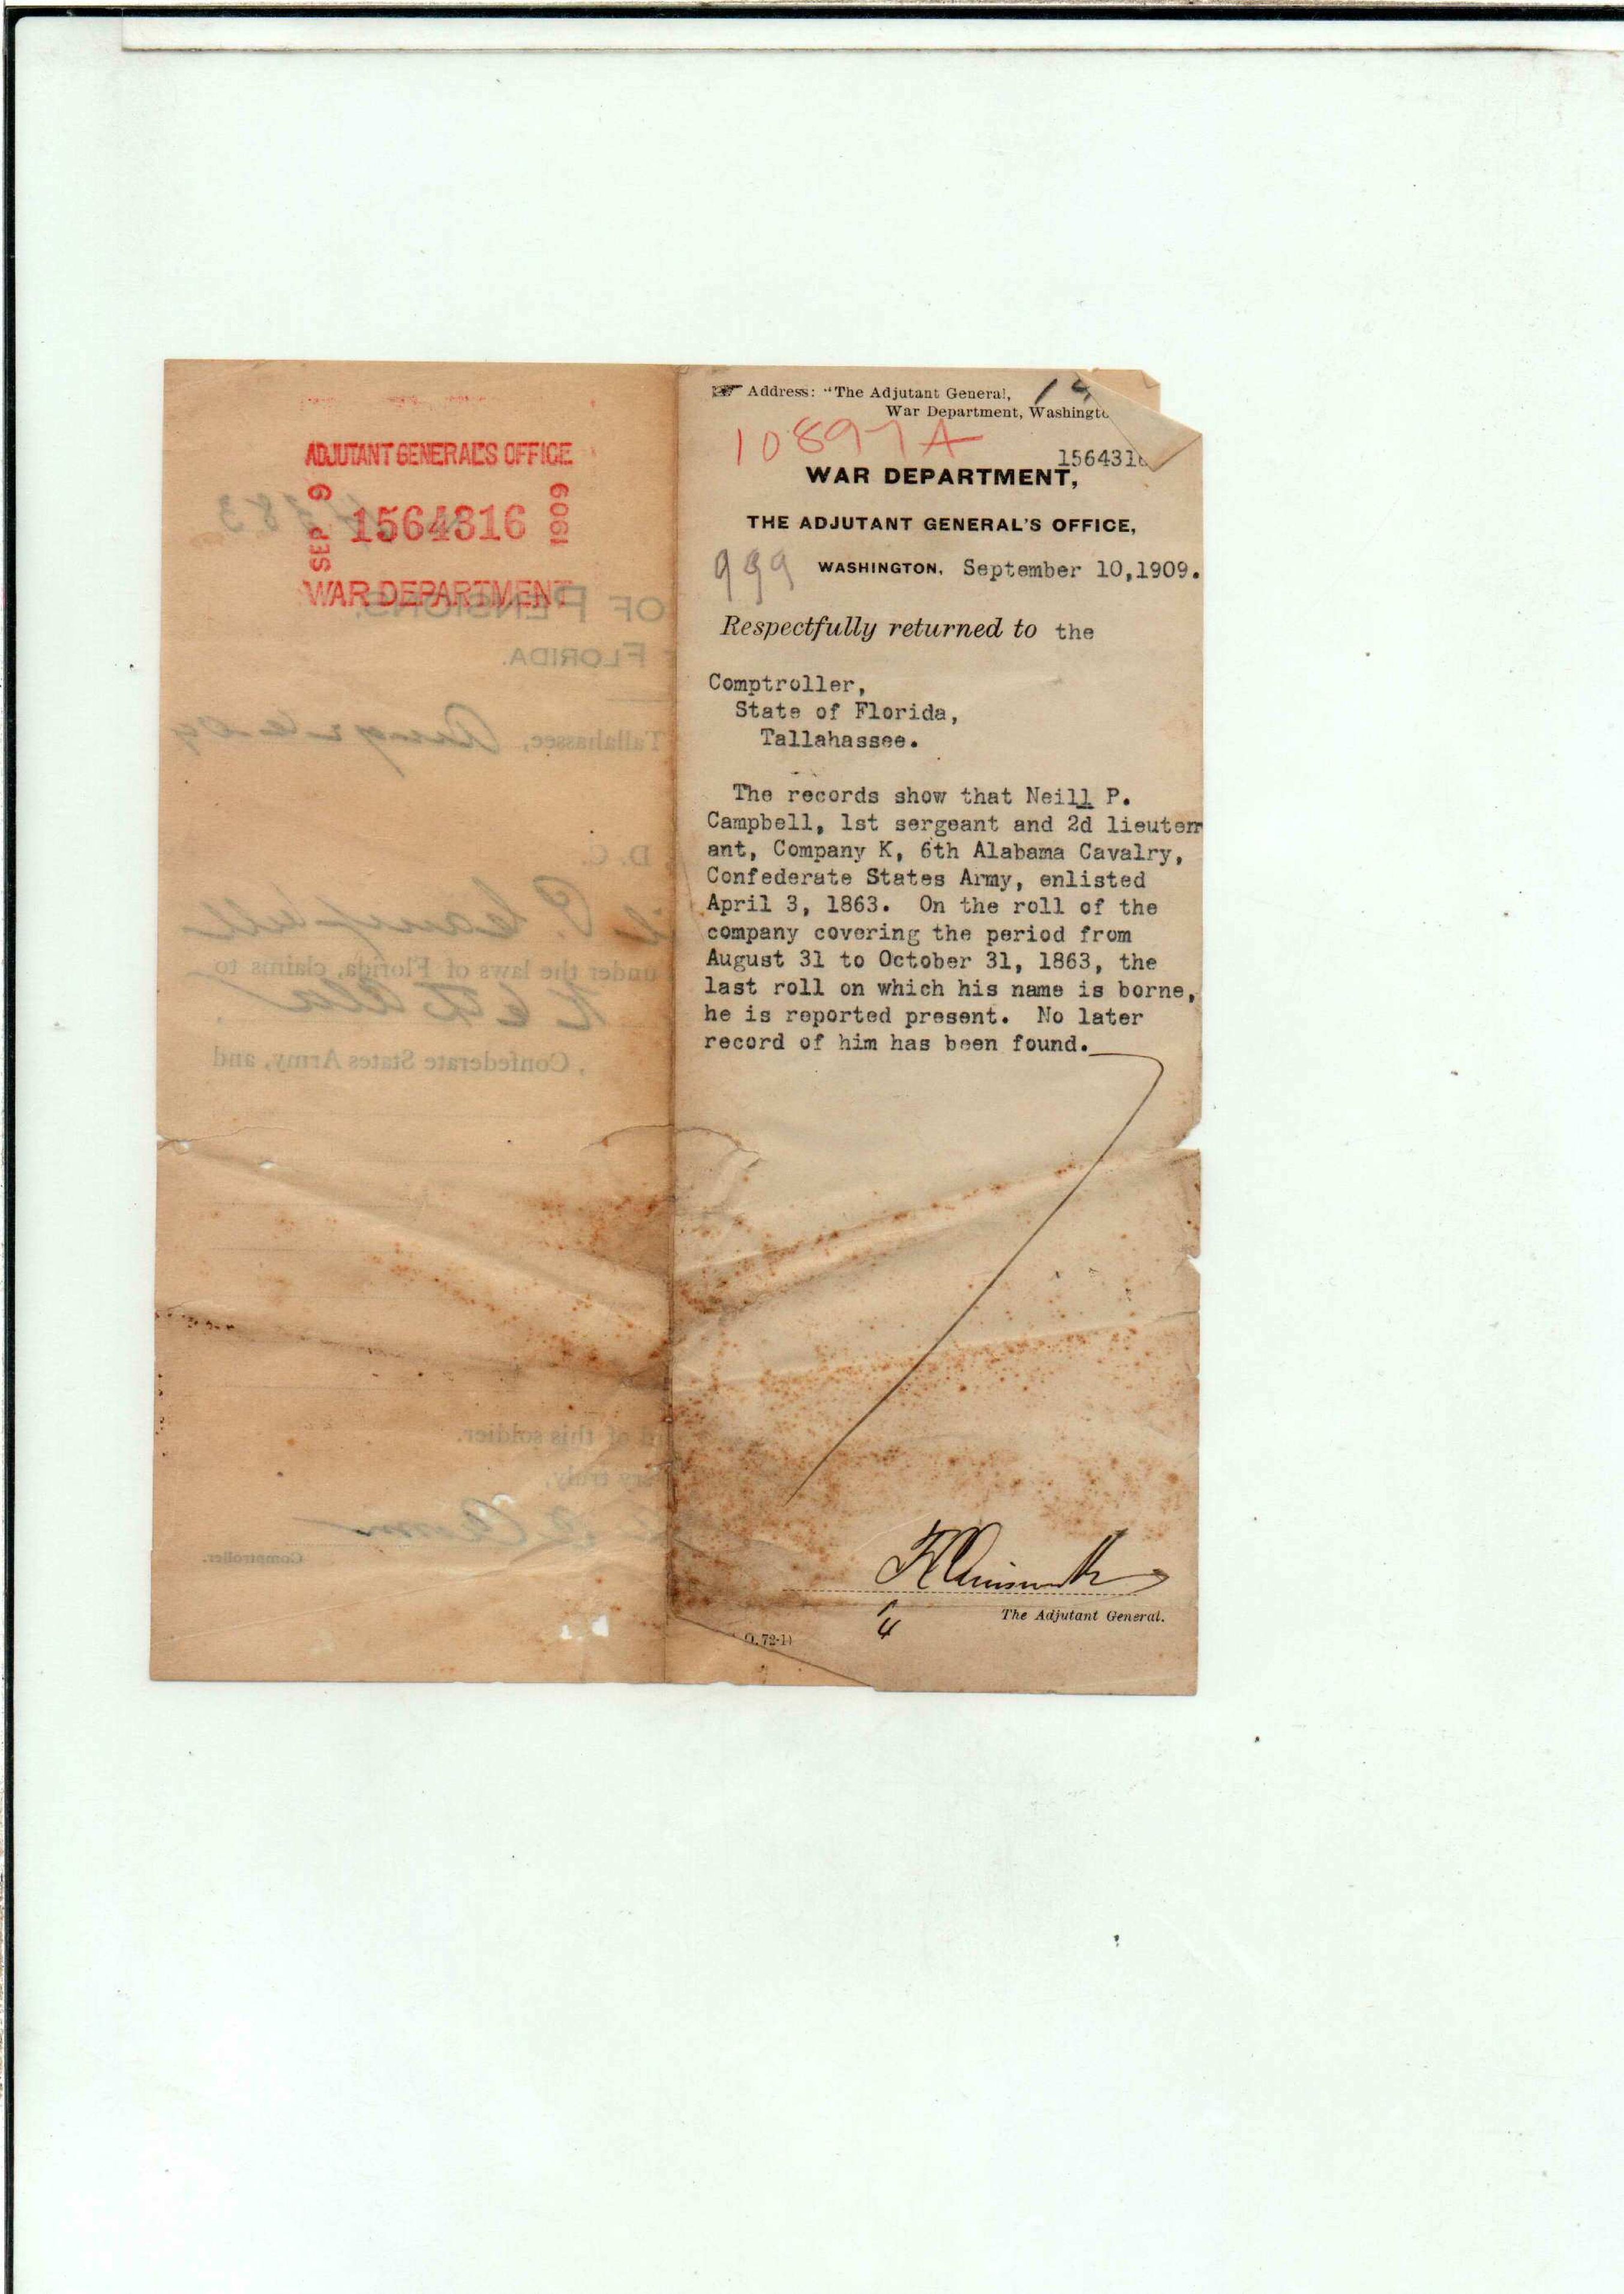 ADJUTANT GENERAL'S OFFICE
SEP 9 1564316 1909
WAR DEPARTMENT
OF PENSIONS.
FLORIDA.
Tallahassee,
D. C.
P. Campbell
under the laws of Florida, claims to
K 6th Ala
, Confederate States Army, and
of this soldier.
truly,
Comptroller.
Address: "The Adjutant General,
War Department,
10897A
WAR DEPARTMENT,
THE ADJUTANT GENERAL'S OFFICE,
999 WASHINGTON, September 10,1909.
Respectfully returned to the
Comptroller,
State of Florida,
Tallahassee.
The records show that Neill P.
Campbell, 1st sergeant and 2d lieuten
ant, Company K, 6th Alabama Cavalry,
Confederate States Army, enlisted
April 3, 1863. On the roll of the
company covering the period from
August 31 to October 31, 1863, the
last roll on which his name is borne,
he is reported present. No later
record of him has been found.
F C Ainsworth
The Adjutant General.